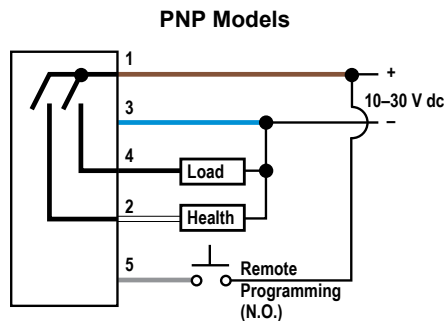 PNP Models
1
+
10–30 V dc
3
–
4
Load
2
Health
5
Remote
Programming
(N.O.)